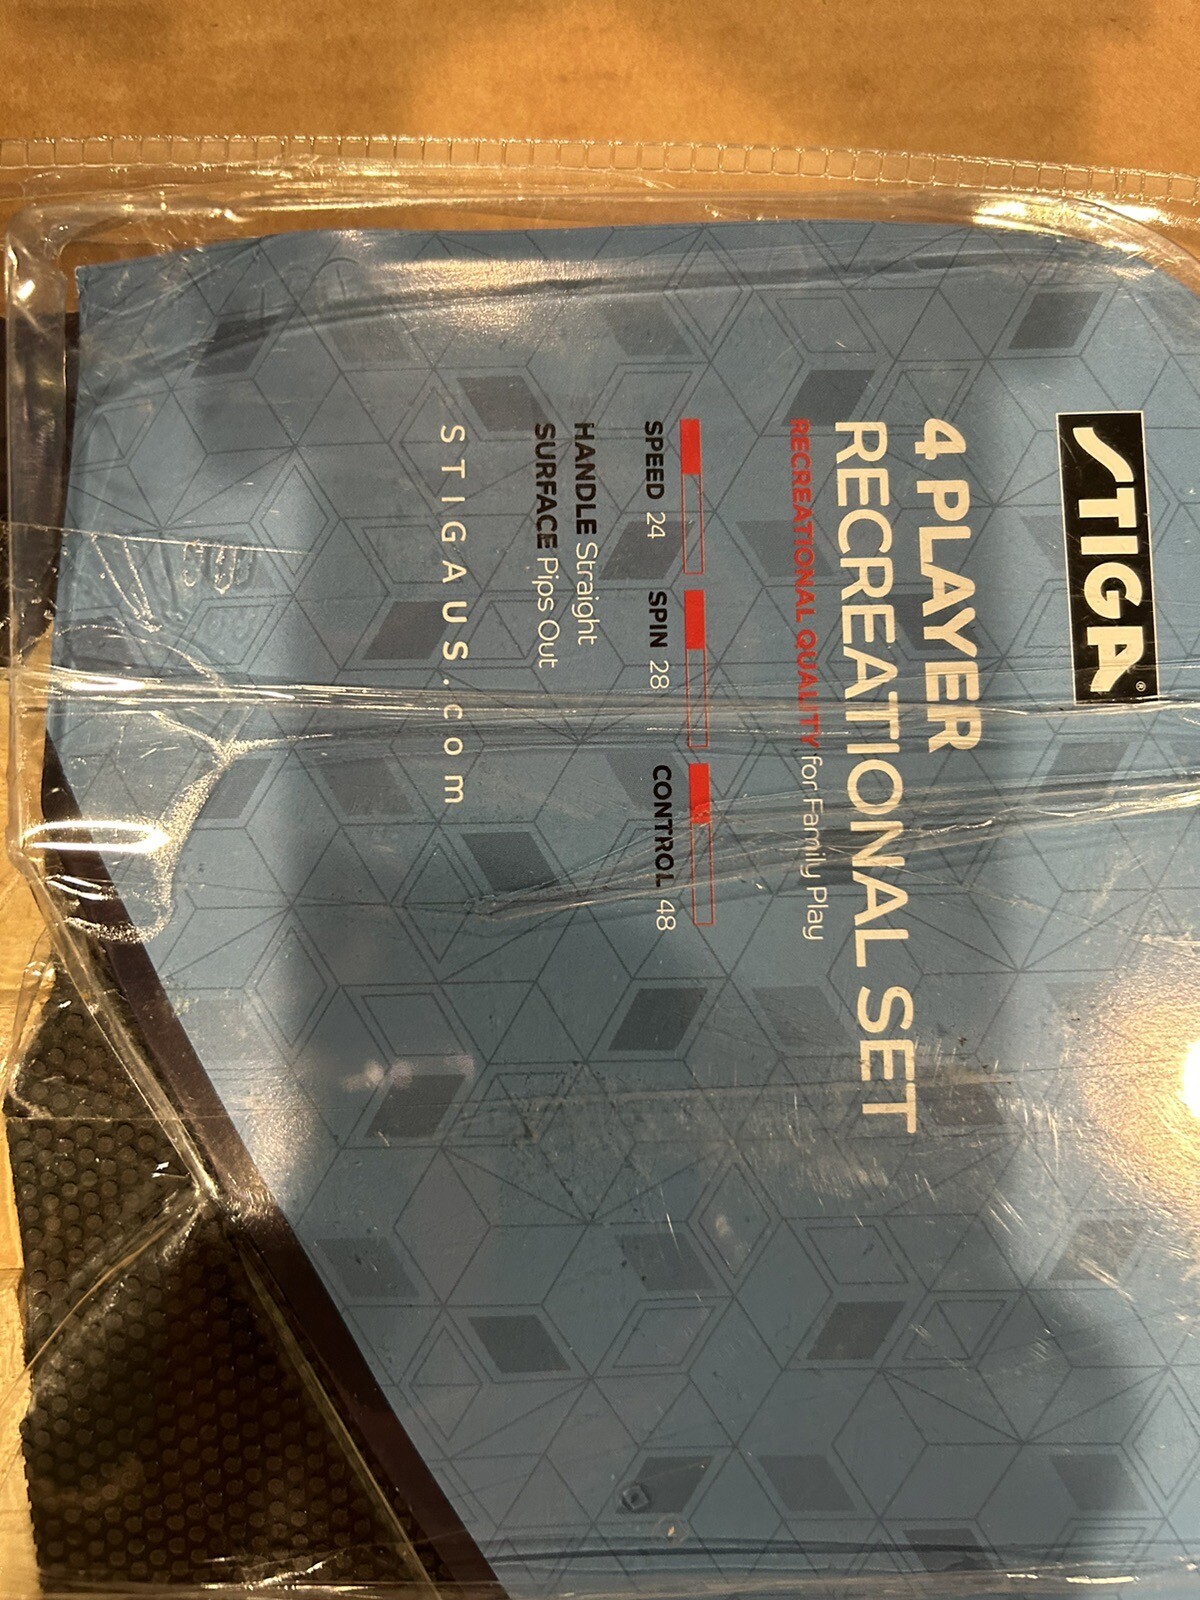 STIGA®
4 PLAYER
RECREATIONAL SET
RECREATIONAL QUALITY for Family Play
SPEED 24 SPIN 28 CONTROL 48
HANDLE Straight
SURFACE Pips Out
STIGAUS.com